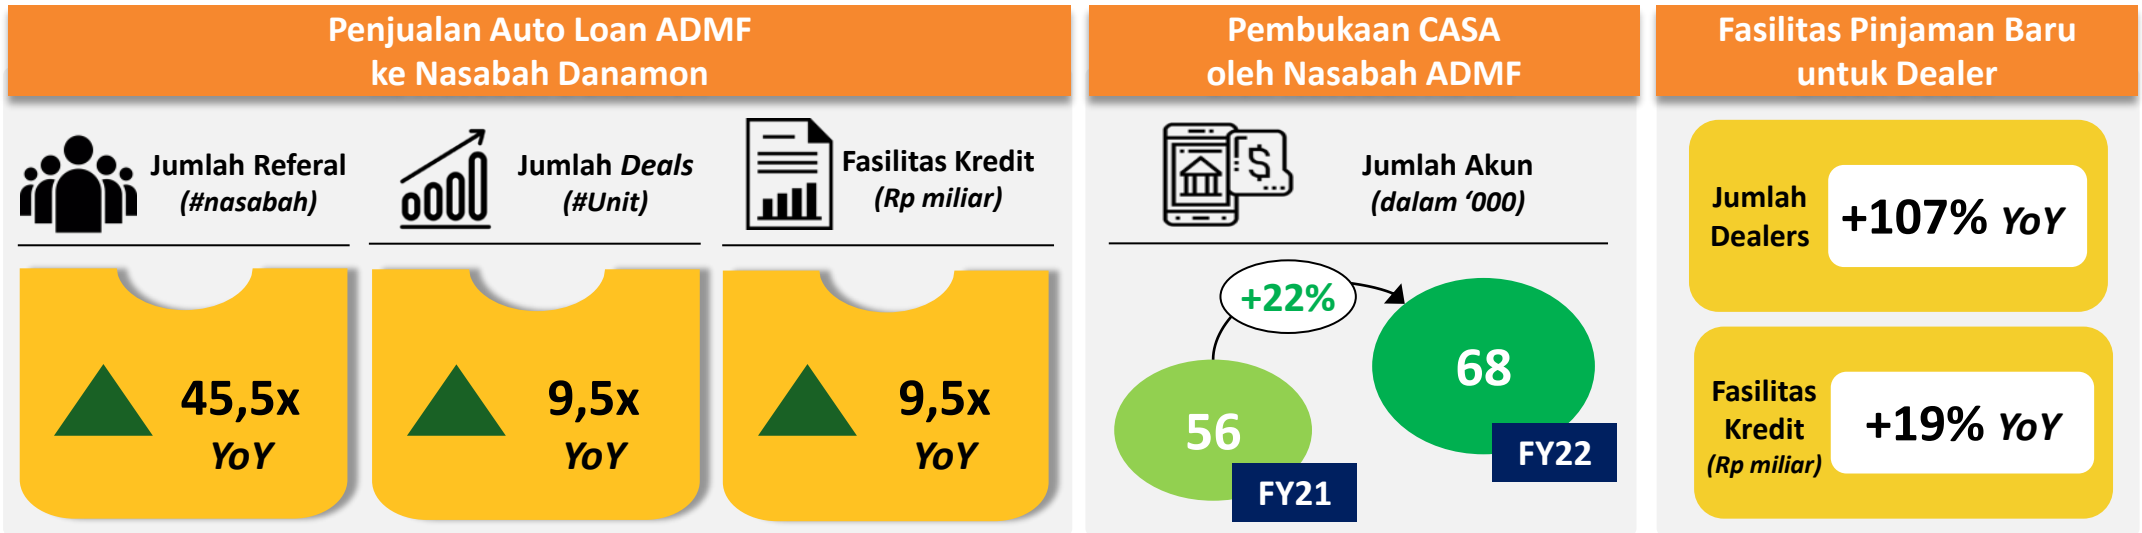 Penjualan Auto Loan ADMF
ke Nasabah Danamon
Jumlah Referal
(#nasabah)
45,5x
YoY
Jumlah Deals
(#Unit)
9,5x
YoY
Fasilitas Kredit
(Rp miliar)
9,5x
YoY
Pembukaan CASA
oleh Nasabah ADMF
$
Jumlah Akun
(dalam ‘000)
+22%
56
FY21
68
FY22
Fasilitas Pinjaman Baru
untuk Dealer
Jumlah
Dealers
+107% YoY
Fasilitas
Kredit
(Rp miliar)
+19% YoY